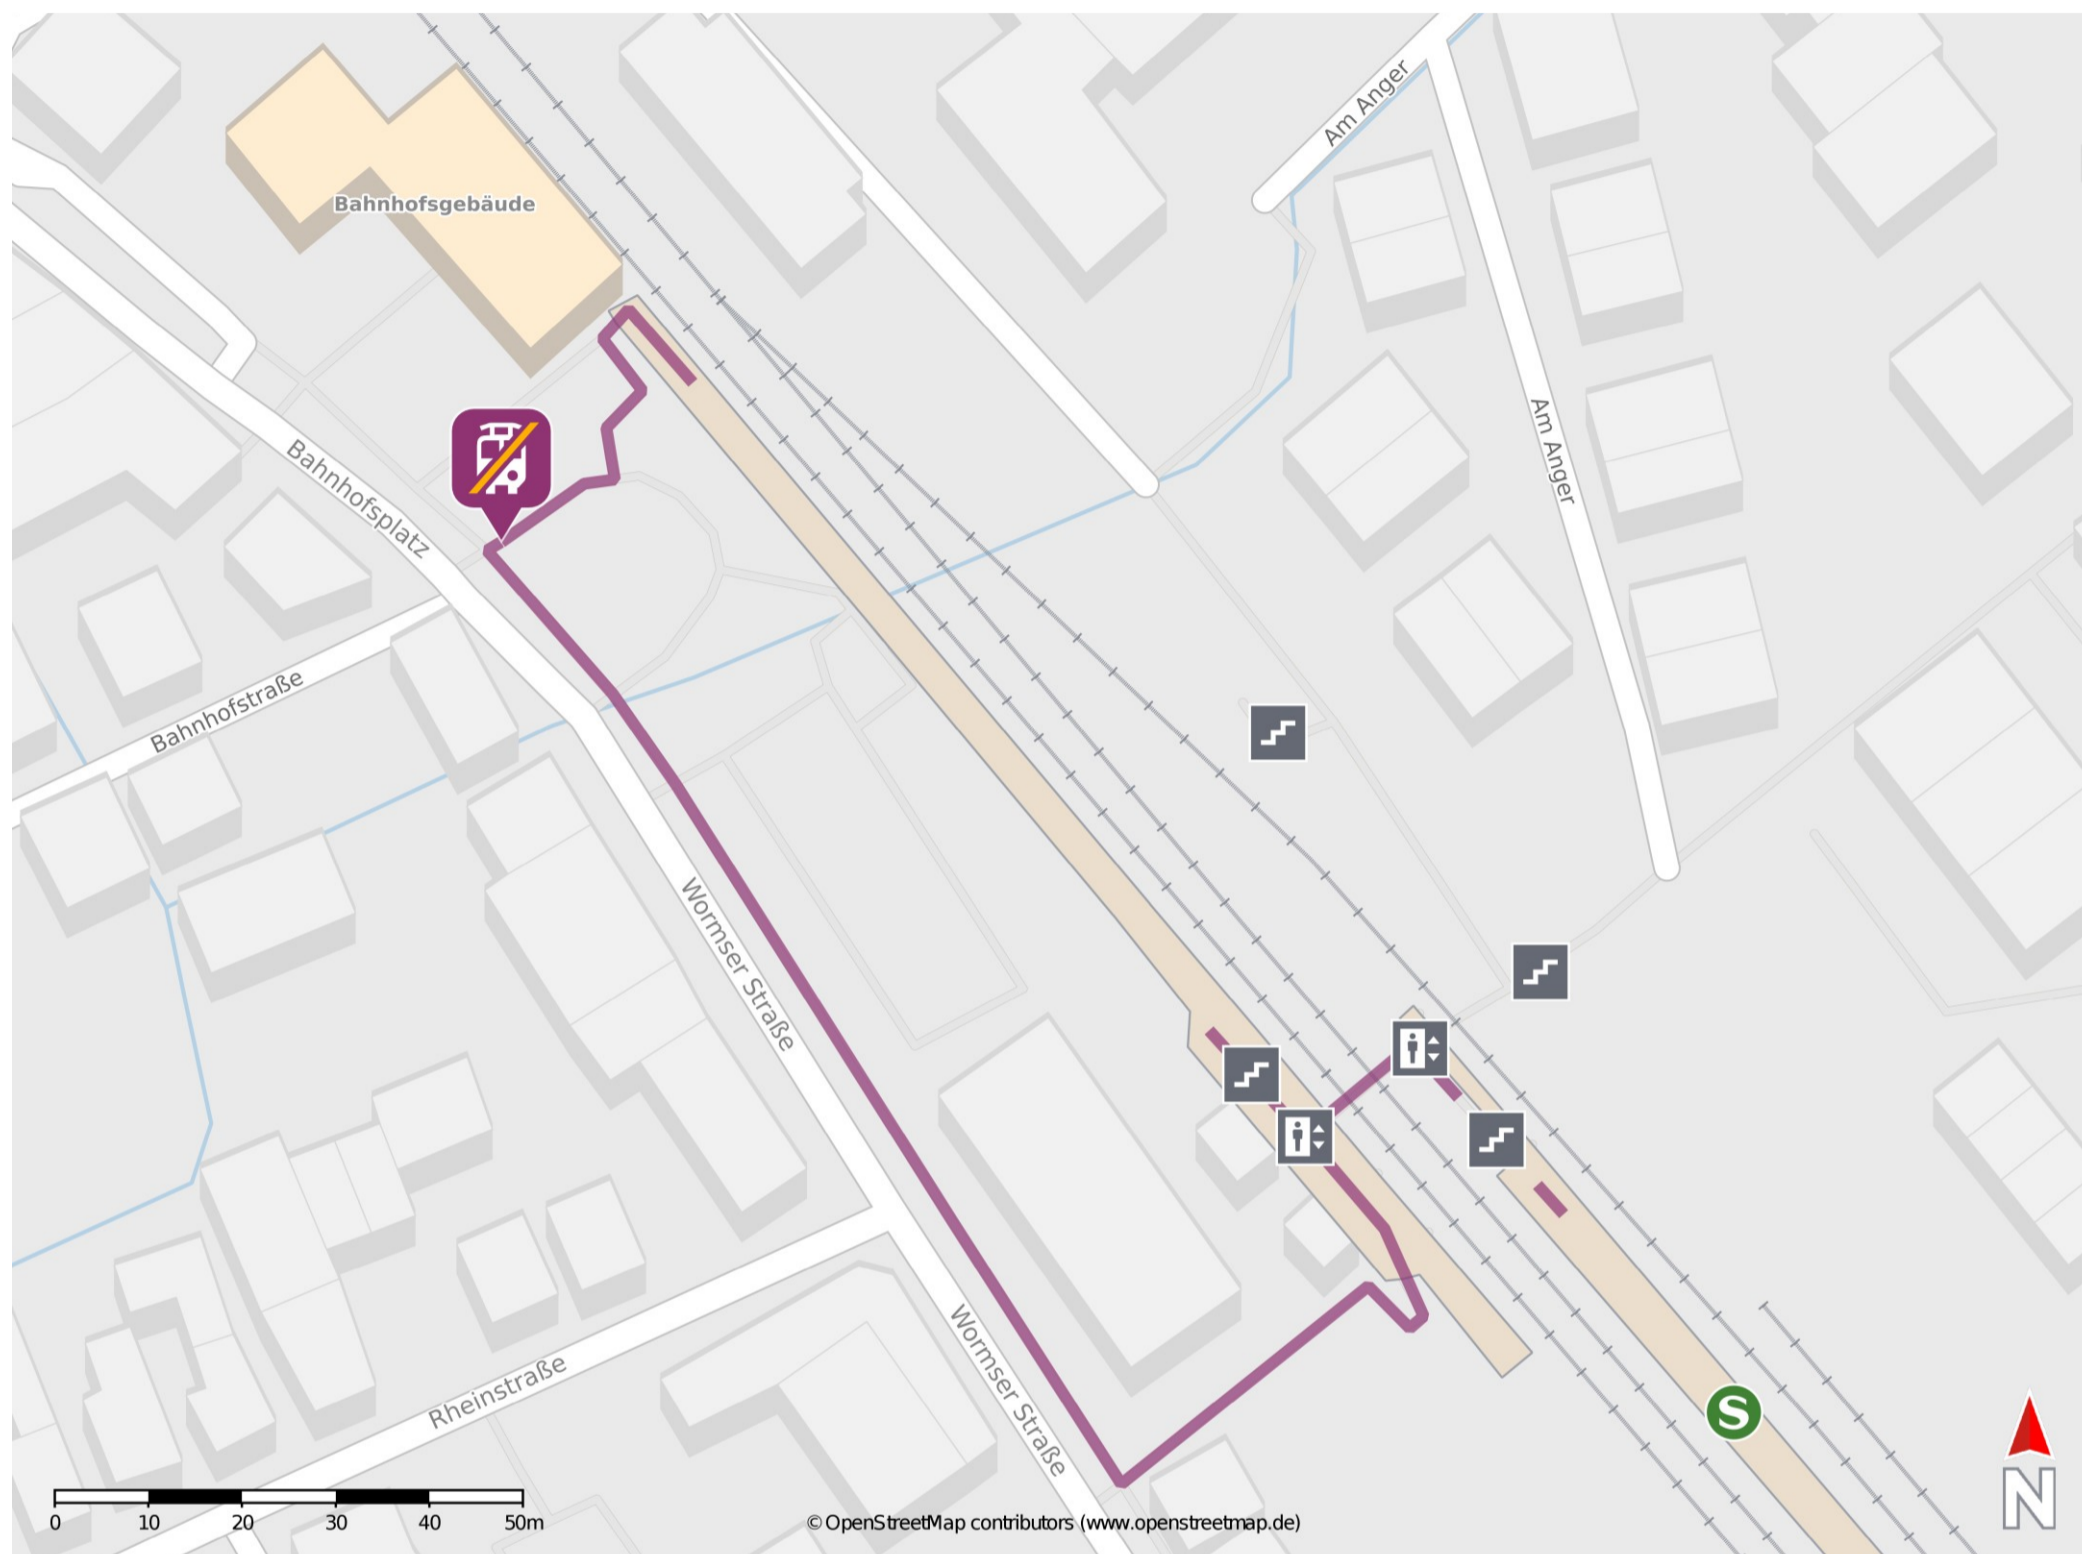 Am Anger
Bahnhofsgebäude
Am Anger
Bahnhofsplatz
Bahnhofstraße
Wormser Straße
Wormser Straße
Rheinstraße
S
N
0 10 20 30 40 50m
© OpenStreetMap contributors (www.openstreetmap.de)